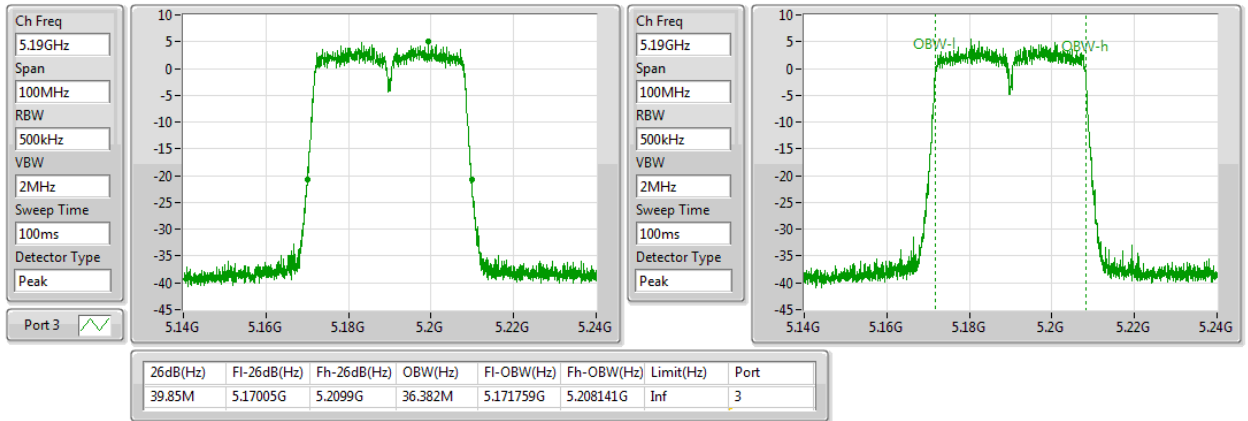 Ch Freq
5.19GHz
Span
100MHz
RBW
500kHz
VBW
2MHz
Sweep Time
100ms
Detector Type
Peak
Port 3
10
5
0
-5
-10
-15
-20
-25
-30
-35
-40
-45
5.14G 5.16G 5.18G 5.2G 5.22G 5.24G
Ch Freq
5.19GHz
Span
100MHz
RBW
500kHz
VBW
2MHz
Sweep Time
100ms
Detector Type
Peak
10
5
0
-5
-10
-15
-20
-25
-30
-35
-40
-45
OBW-l OBW-h
5.14G 5.16G 5.18G 5.2G 5.22G 5.24G
26dB(Hz) Fl-26dB(Hz) Fh-26dB(Hz) OBW(Hz) Fl-OBW(Hz) Fh-OBW(Hz) Limit(Hz) Port
39.85M 5.17005G 5.2099G 36.382M 5.171759G 5.208141G Inf 3